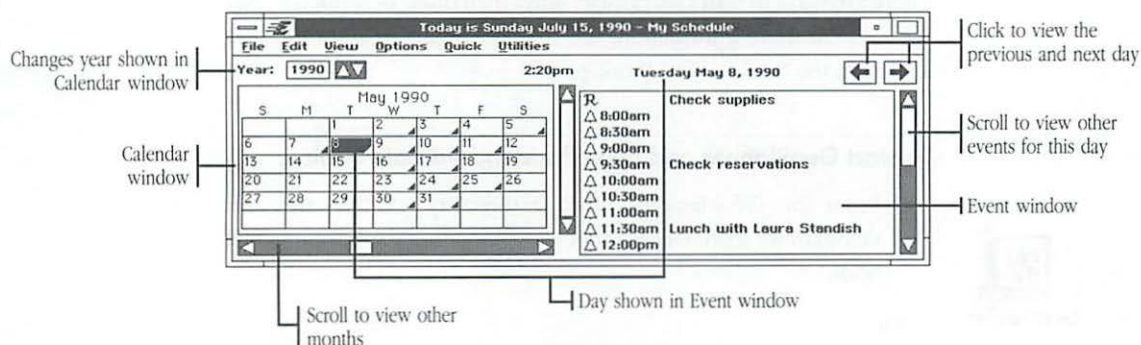 Today is Sunday July 15, 1990 - My Schedule
File Edit View Options Quick Utilities
Year: 1990 2:20pm Tuesday May 8, 1990
May 1990
S M T W T F S
1 2 3 4 5
6 7 8 9 10 11 12
13 14 15 16 17 18 19
20 21 22 23 24 25 26
27 28 29 30 31
R Check supplies
8:00am
8:30am
9:00am
9:30am Check reservations
10:00am
10:30am
11:00am
11:30am Lunch with Laura Standish
12:00pm
Changes year shown in
Calendar window
Calendar
window
Scroll to view other
months
Day shown in Event window
Click to view the
previous and next day
Scroll to view other
events for this day
Event window